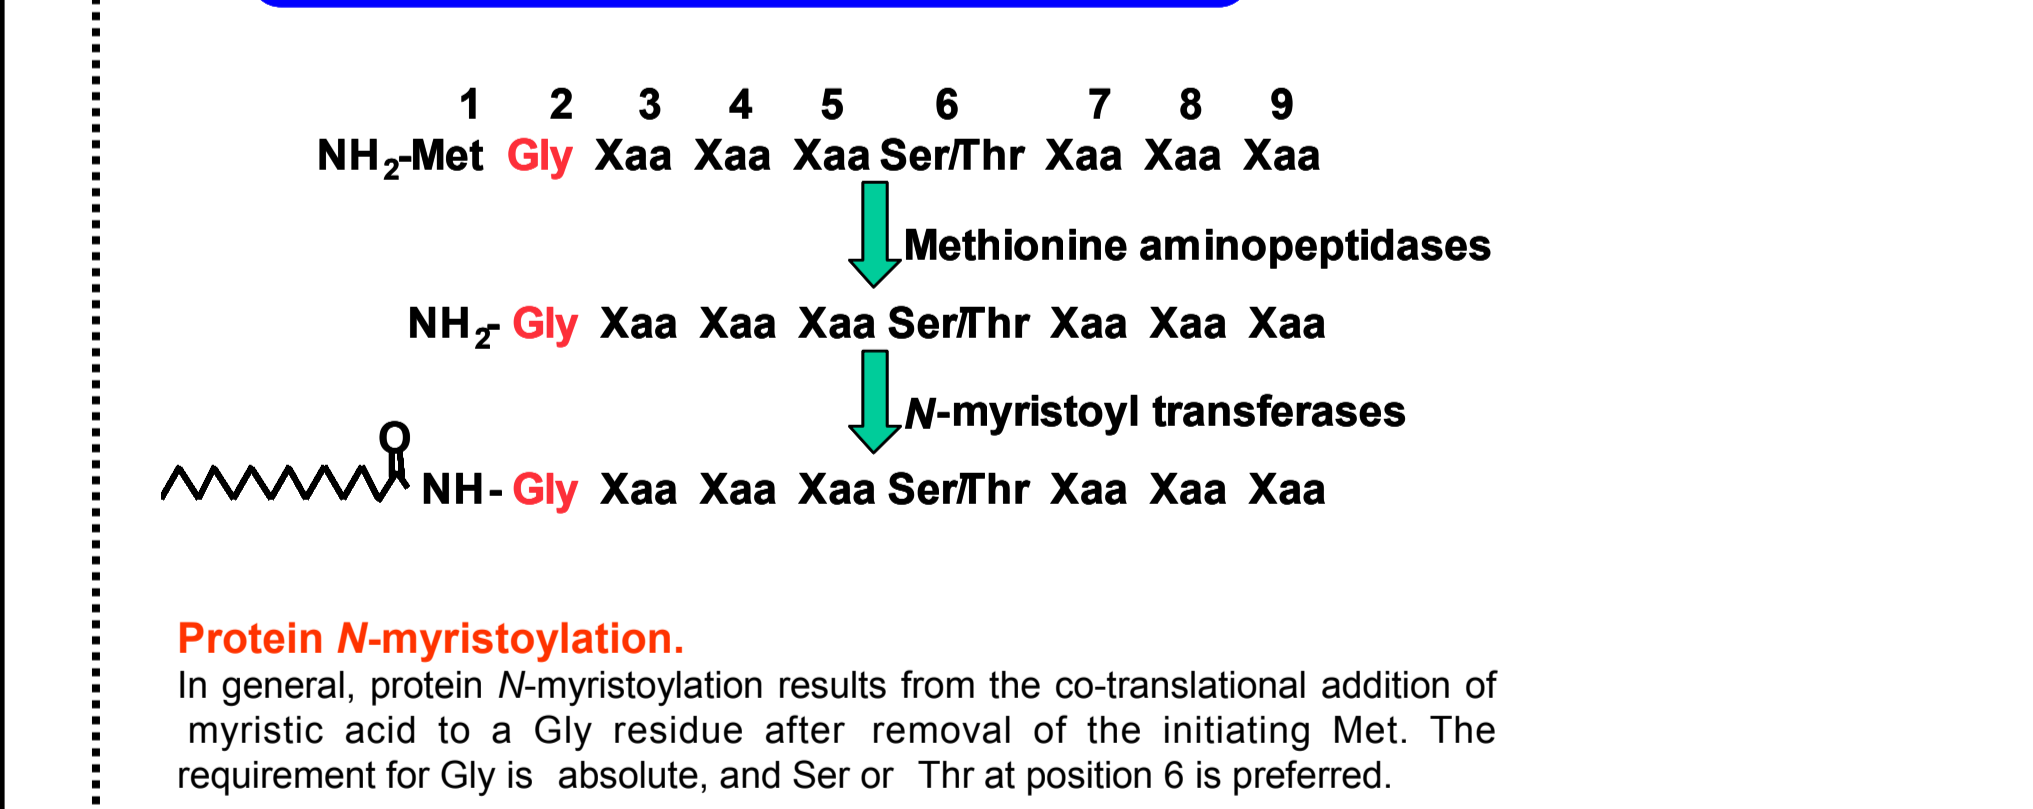 1 2 3 4 5 6 7 8 9
NH2-Met Gly Xaa Xaa Xaa Ser/Thr Xaa Xaa Xaa
Methionine aminopeptidases
NH2- Gly Xaa Xaa Xaa Ser/Thr Xaa Xaa Xaa
N-myristoyl transferases
O
NH- Gly Xaa Xaa Xaa Ser/Thr Xaa Xaa Xaa
Protein N-myristoylation.
In general, protein N-myristoylation results from the co-translational addition of
myristic acid to a Gly residue after removal of the initiating Met. The
requirement for Gly is absolute, and Ser or Thr at position 6 is preferred.